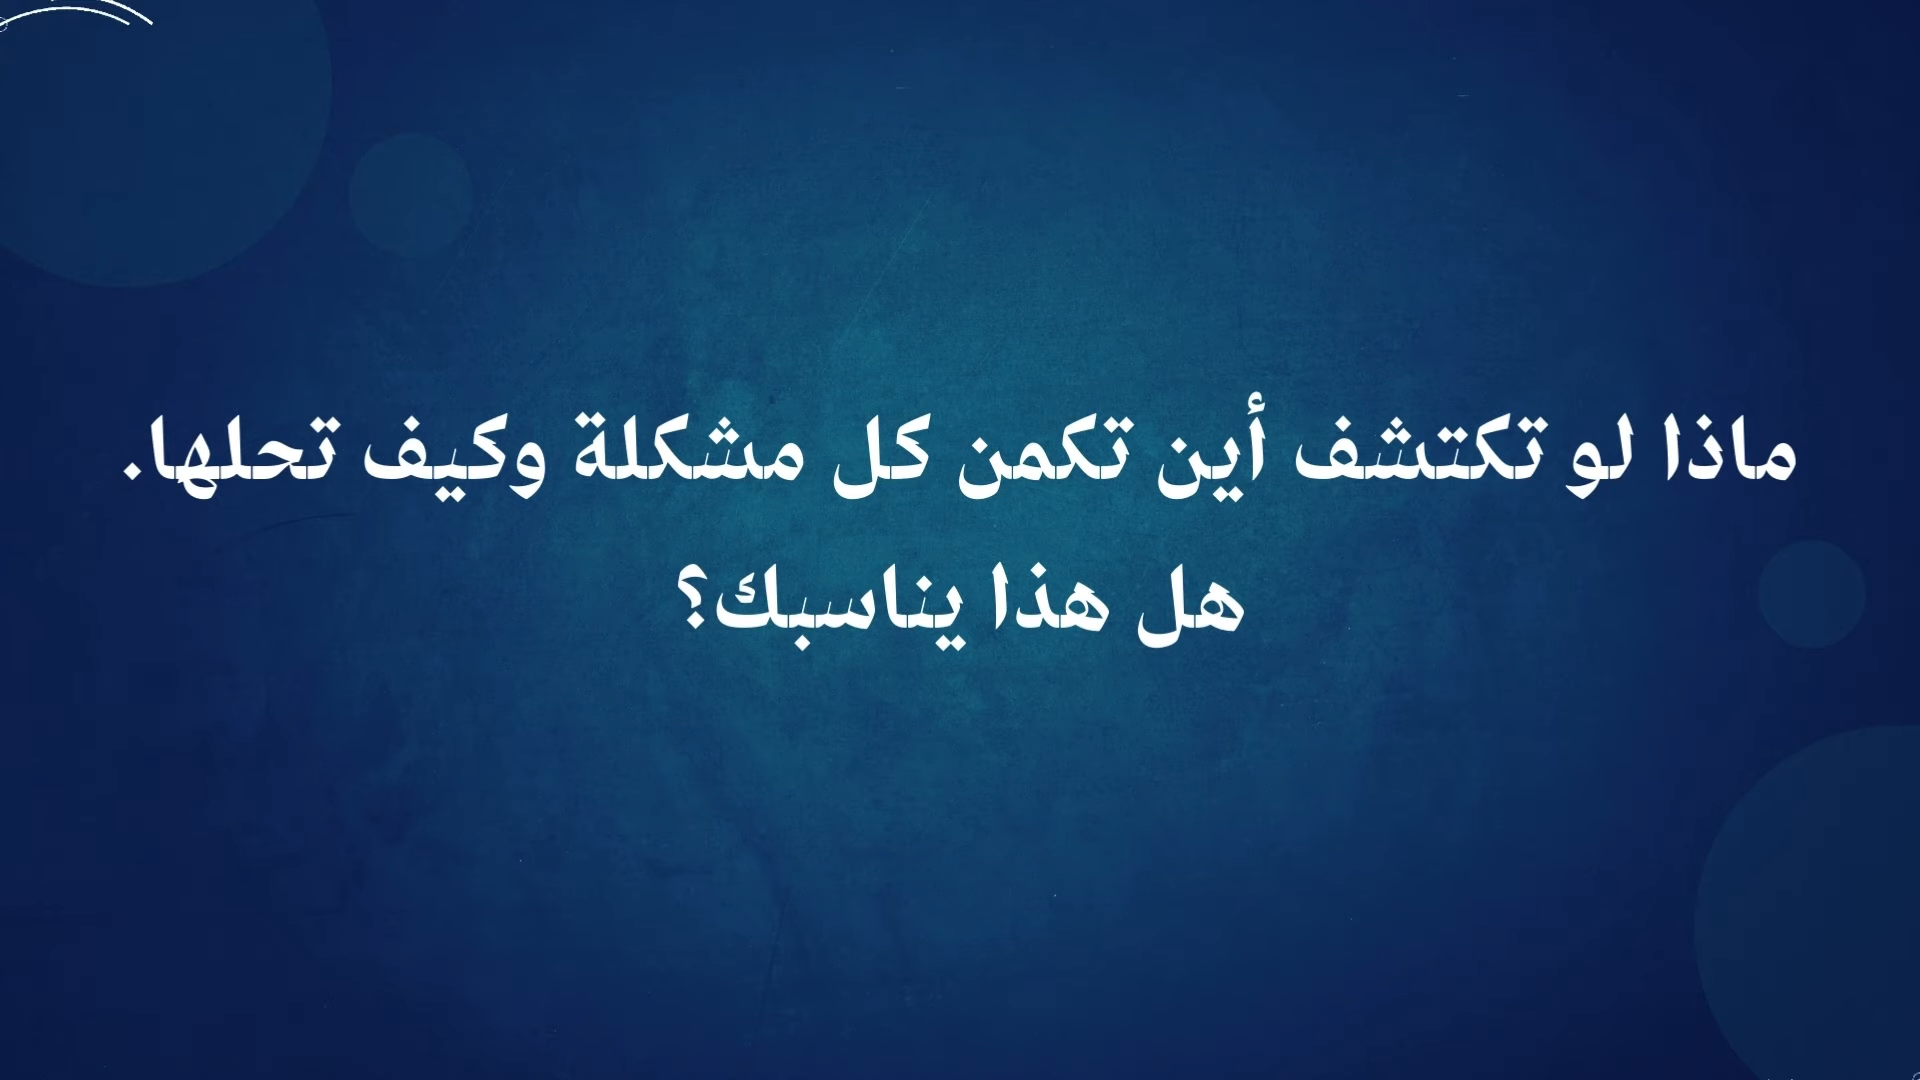 ماذا لو تكتشف أين تكمن كل مشكلة وكيف تحلها.
هل هذا يناسبك؟